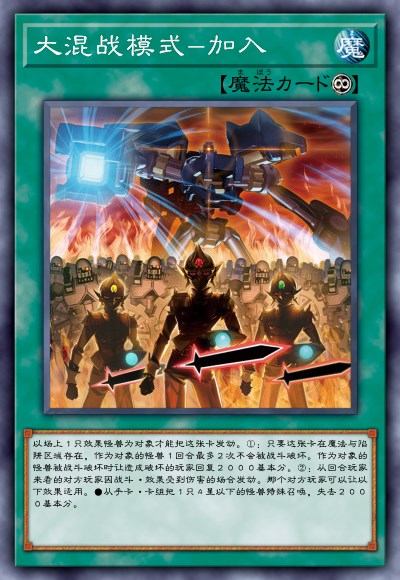 大混战模式－加入
魔
【魔法カード】
まほう
以场上１只效果怪兽为对象才能把这张卡发动。①：只要这张卡在魔法与陷
阱区域存在，作为对象的怪兽１回合最多２次不会被战斗破坏。作为对象的
怪兽被战斗破坏时让造成破坏的玩家回复２０００基本分。②：从回合玩家
来看的对方玩家因战斗・效果受到伤害的场合发动。那个对方玩家可以让以
下效果适用。●从手卡・卡组把１只４星以下的怪兽特殊召唤，失去２００
０基本分。